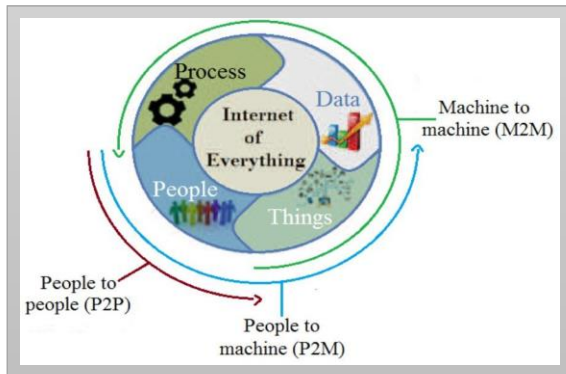 Process
Data
Internet
of
Everything
People
Things
Machine to
machine (M2M)
People to
people (P2P)
People to
machine (P2M)